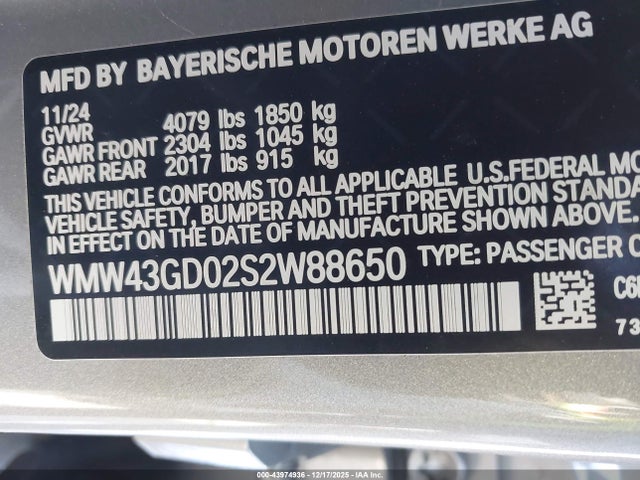 MFD BY BAYERISCHE MOTOREN WERKE AG
11/24
GVWR 4079 lbs 1850 kg
GAWR FRONT 2304 lbs 1045 kg
GAWR REAR 2017 lbs 915 kg
THIS VEHICLE CONFORMS TO ALL APPLICABLE U.S.FEDERAL MO
VEHICLE SAFETY, BUMPER AND THEFT PREVENTION STANDA
IN EFFECT ON THE DATE OF MANUFACTURE SHOWN ABOVE.
WMW43GD02S2W88650 TYPE: PASSENGER C
C6
73
000-43974936 - 12/17/2025 - IAA Inc.